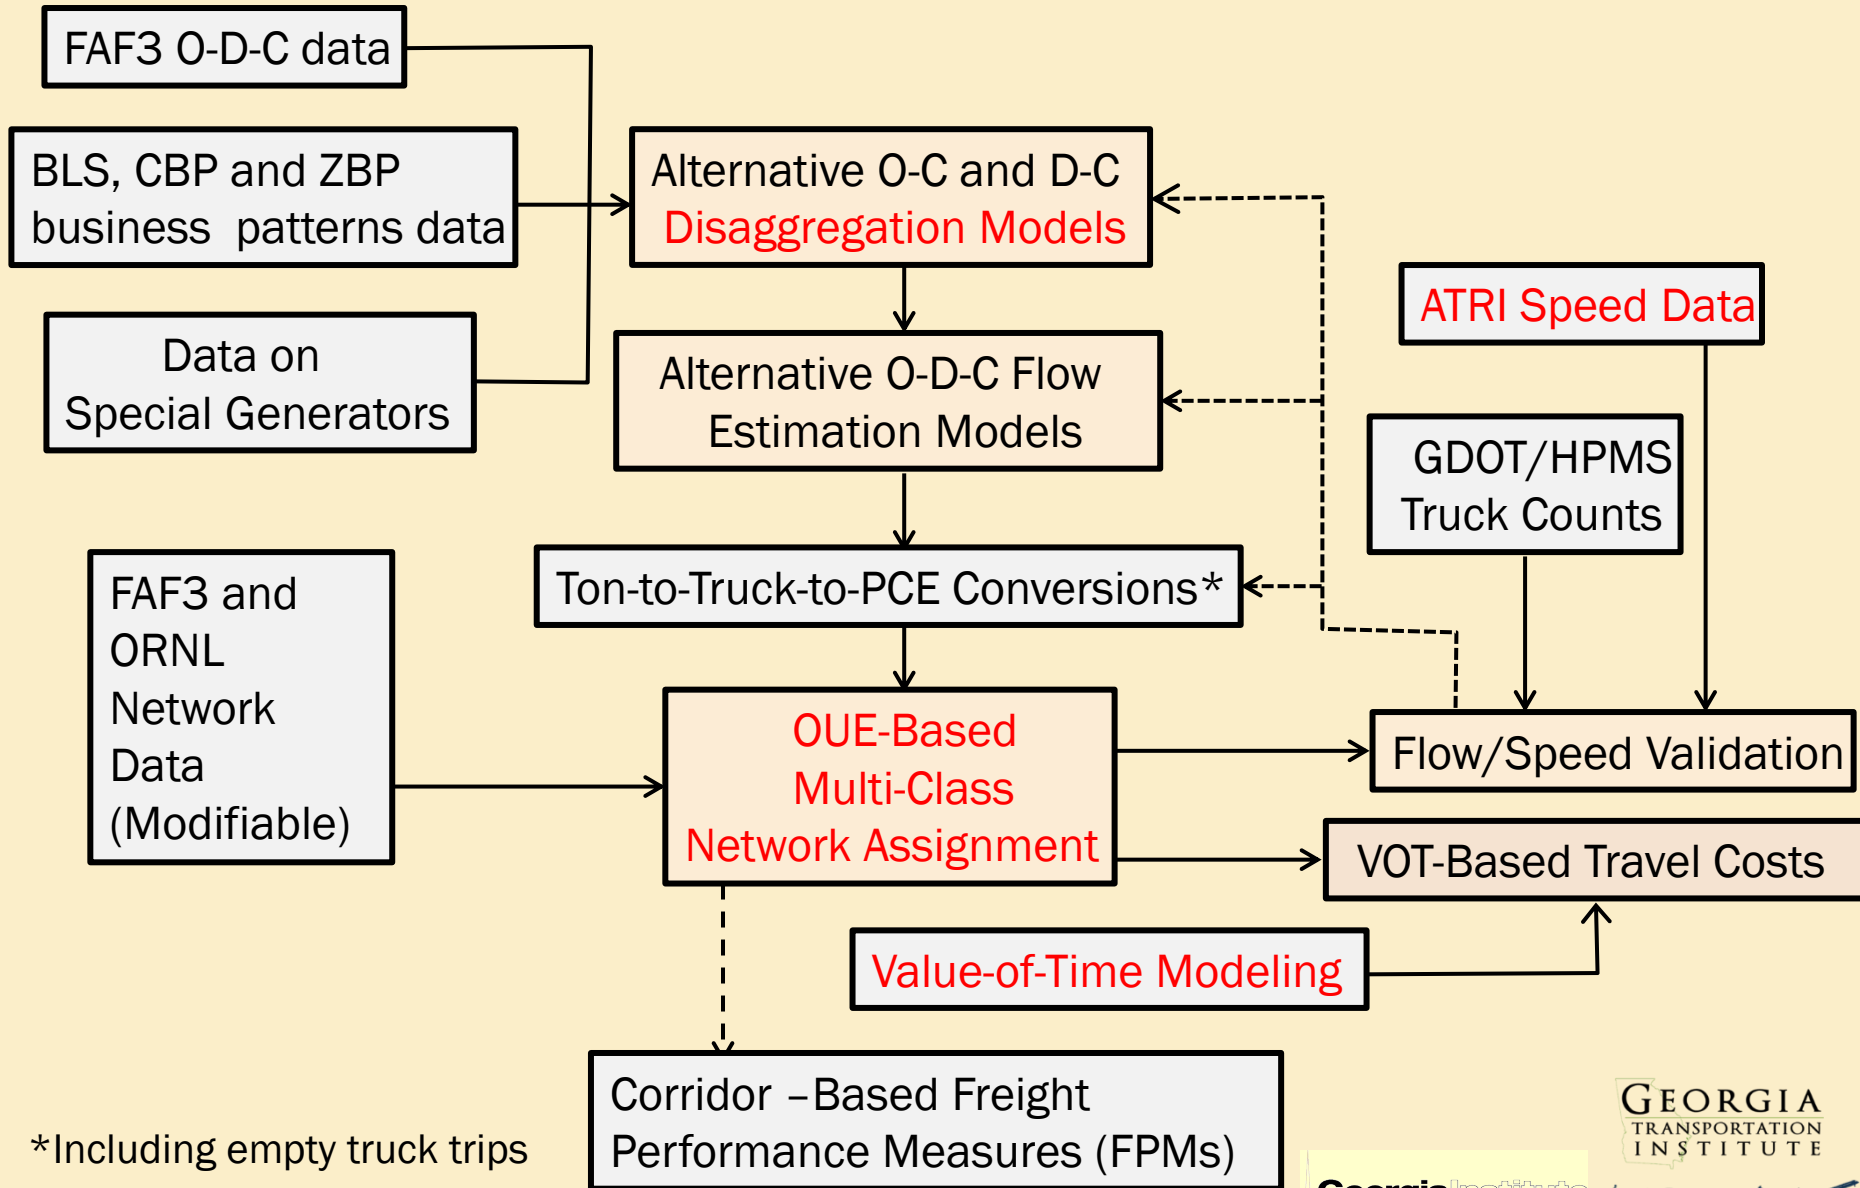 FAF3 O-D-C data
BLS, CBP and ZBP
business patterns data
Data on
Special Generators
Alternative O-C and D-C
Disaggregation Models
Alternative O-D-C Flow
Estimation Models
ATRI Speed Data
GDOT/HPMS
Truck Counts
FAF3 and
ORNL
Network
Data
(Modifiable)
Ton-to-Truck-to-PCE Conversions*
OUE-Based
Multi-Class
Network Assignment
Flow/Speed Validation
VOT-Based Travel Costs
Value-of-Time Modeling
Corridor –Based Freight
Performance Measures (FPMs)
*Including empty truck trips
GEORGIA
TRANSPORTATION
INSTITUTE
Georgia Institute